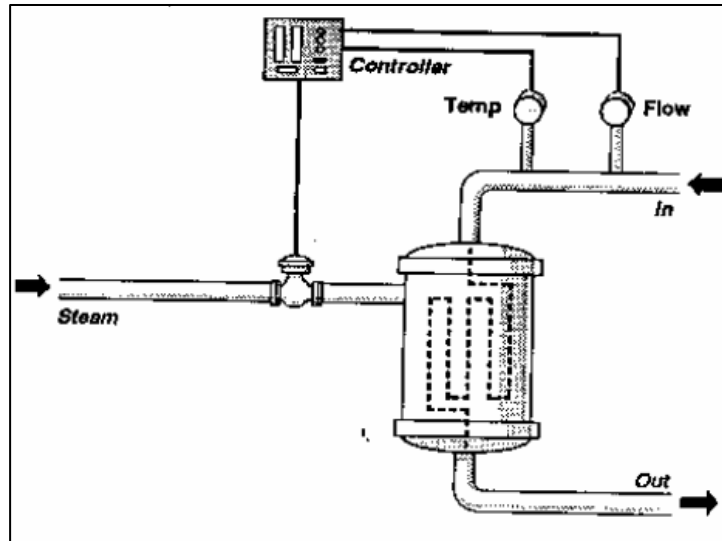 Controller
Temp
Flow
In
Steam
Out